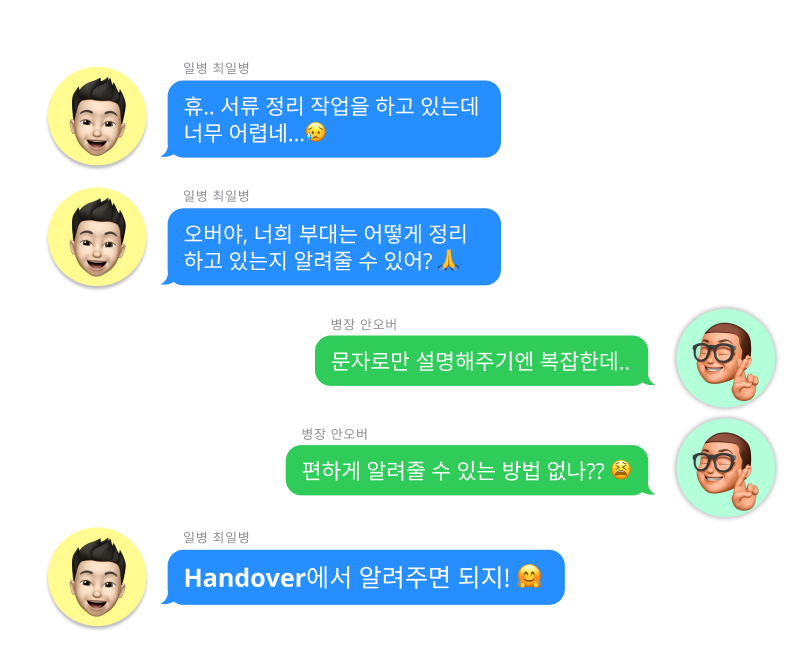 일병 최일병
휴.. 서류 정리 작업을 하고 있는데
너무 어렵네...😥
일병 최일병
오버야, 너희 부대는 어떻게 정리
하고 있는지 알려줄 수 있어? 🙏
병장 안오버
문자로만 설명해주기엔 복잡한데..
병장 안오버
편하게 알려줄 수 있는 방법 없나?? 😫
일병 최일병
Handover에서 알려주면 되지! 🤗